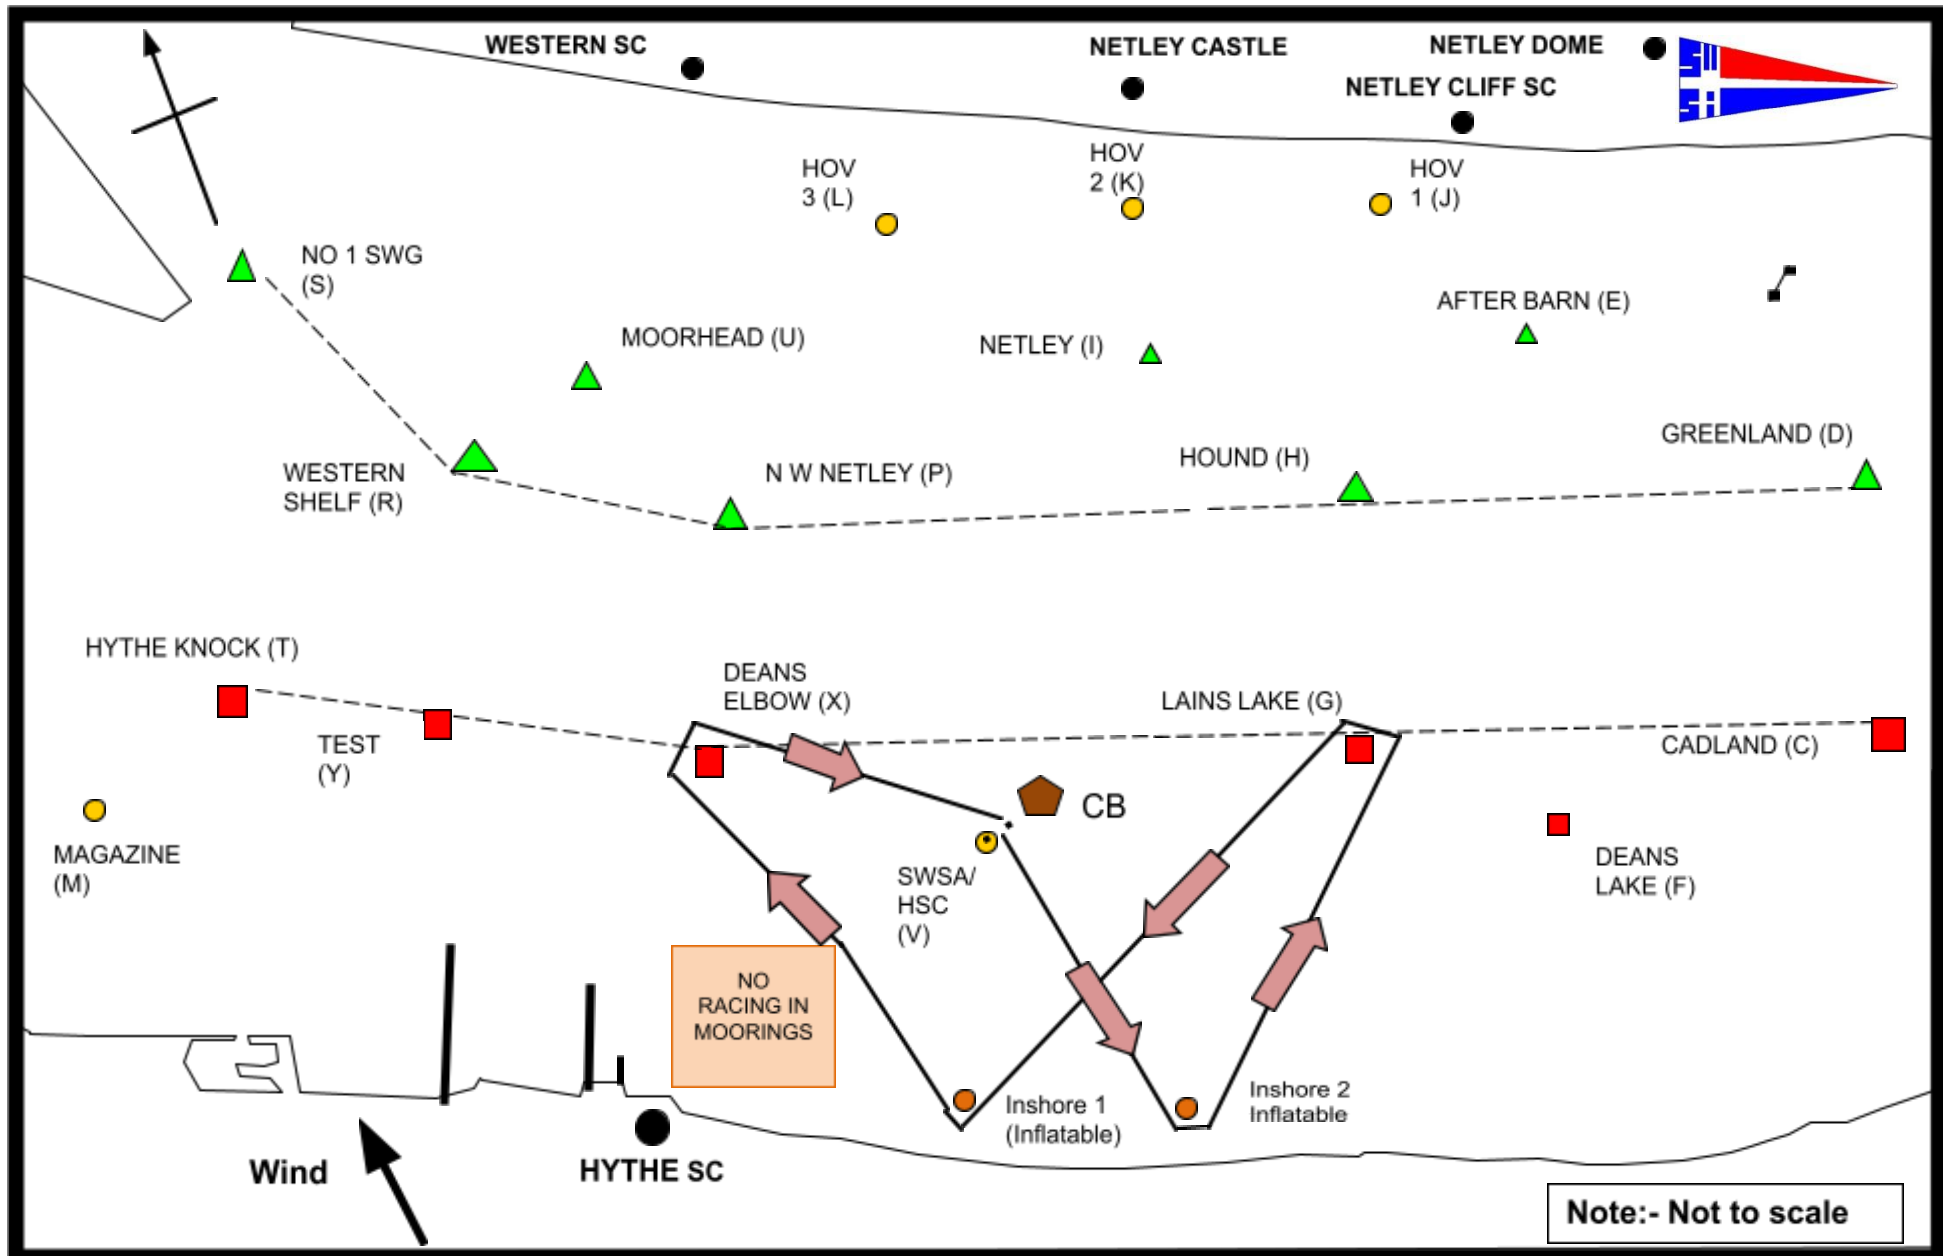 WESTERN SC
NETLEY CASTLE
NETLEY DOME
NETLEY CLIFF SC
HOV
3 (L)
HOV
2 (K)
HOV
1 (J)
NO 1 SWG
(S)
AFTER BARN (E)
MOORHEAD (U)
NETLEY (I)
GREENLAND (D)
HOUND (H)
N W NETLEY (P)
WESTERN
SHELF (R)
HYTHE KNOCK (T)
DEANS
ELBOW (X)
LAINS LAKE (G)
TEST
(Y)
CADLAND (C)
CB
MAGAZINE
(M)
SWSA/
HSC
(V)
DEANS
LAKE (F)
NO
RACING IN
MOORINGS
Inshore 1
(Inflatable)
Inshore 2
Inflatable
Wind
HYTHE SC
Note:- Not to scale